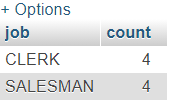 + Options
job count
CLERK 4
SALESMAN 4